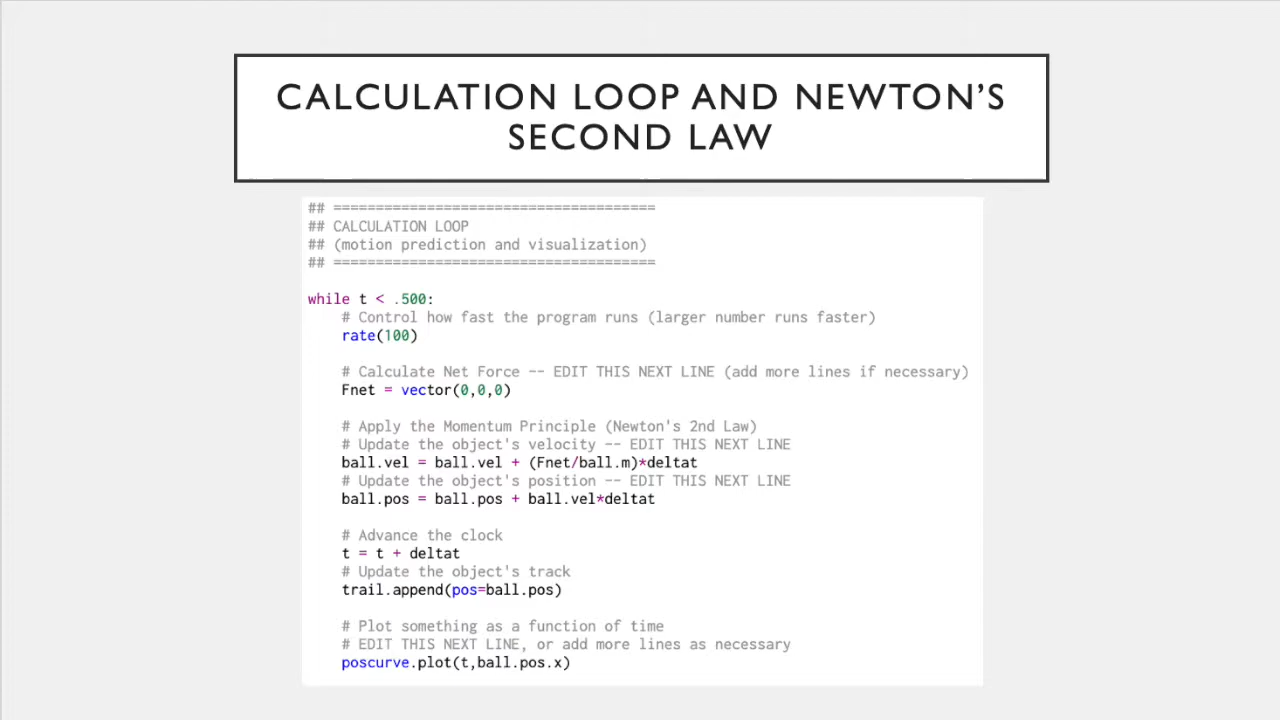 CALCULATION LOOP AND NEWTON’S
SECOND LAW
## ======================================
## CALCULATION LOOP
## (motion prediction and visualization)
## ======================================
while t < .500:
# Control how fast the program runs (larger number runs faster)
rate(100)
# Calculate Net Force -- EDIT THIS NEXT LINE (add more lines if necessary)
Fnet = vector(0,0,0)
# Apply the Momentum Principle (Newton's 2nd Law)
# Update the object's velocity -- EDIT THIS NEXT LINE
ball.vel = ball.vel + (Fnet/ball.m)*deltat
# Update the object's position -- EDIT THIS NEXT LINE
ball.pos = ball.pos + ball.vel*deltat
# Advance the clock
t = t + deltat
# Update the object's track
trail.append(pos=ball.pos)
# Plot something as a function of time
# EDIT THIS NEXT LINE, or add more lines as necessary
poscurve.plot(t,ball.pos.x)